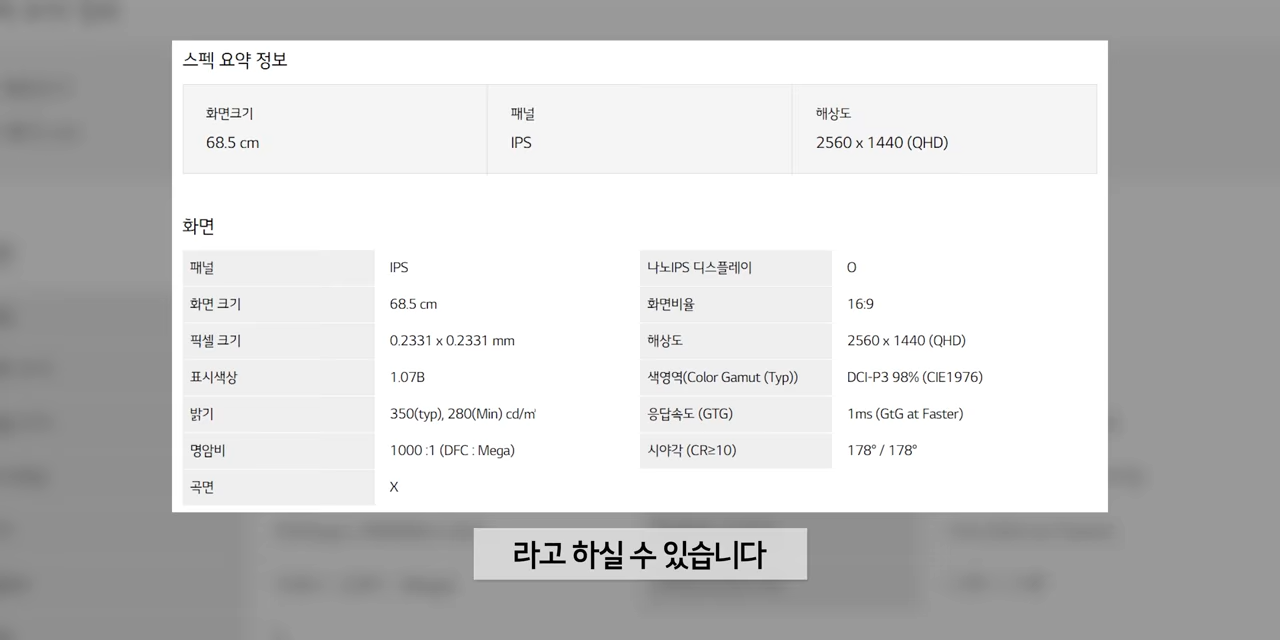 스펙 요약 정보
화면크기 패널 해상도
68.5 cm IPS 2560 x 1440 (QHD)
화면
패널 IPS 나노IPS 디스플레이 O
화면 크기 68.5 cm 화면비율 16:9
픽셀 크기 0.2331 x 0.2331 mm 해상도 2560 x 1440 (QHD)
표시색상 1.07B 색영역(Color Gamut (Typ)) DCI-P3 98% (CIE1976)
밝기 350(typ), 280(Min) cd/㎡ 응답속도 (GTG) 1ms (GtG at Faster)
명암비 1000 :1 (DFC : Mega) 시야각 (CR≥10) 178° / 178°
곡면 X
라고 하실 수 있습니다